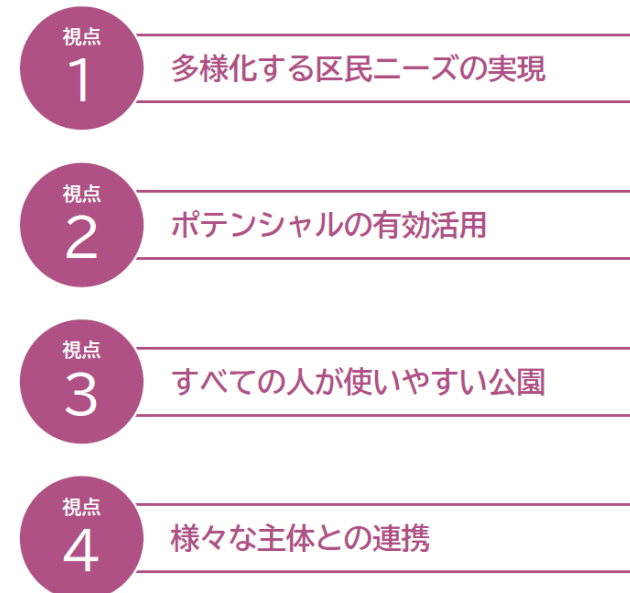 視点
1
多様化する区民ニーズの実現
視点
2
ポテンシャルの有効活用
視点
3
すべての人が使いやすい公園
視点
4
様々な主体との連携